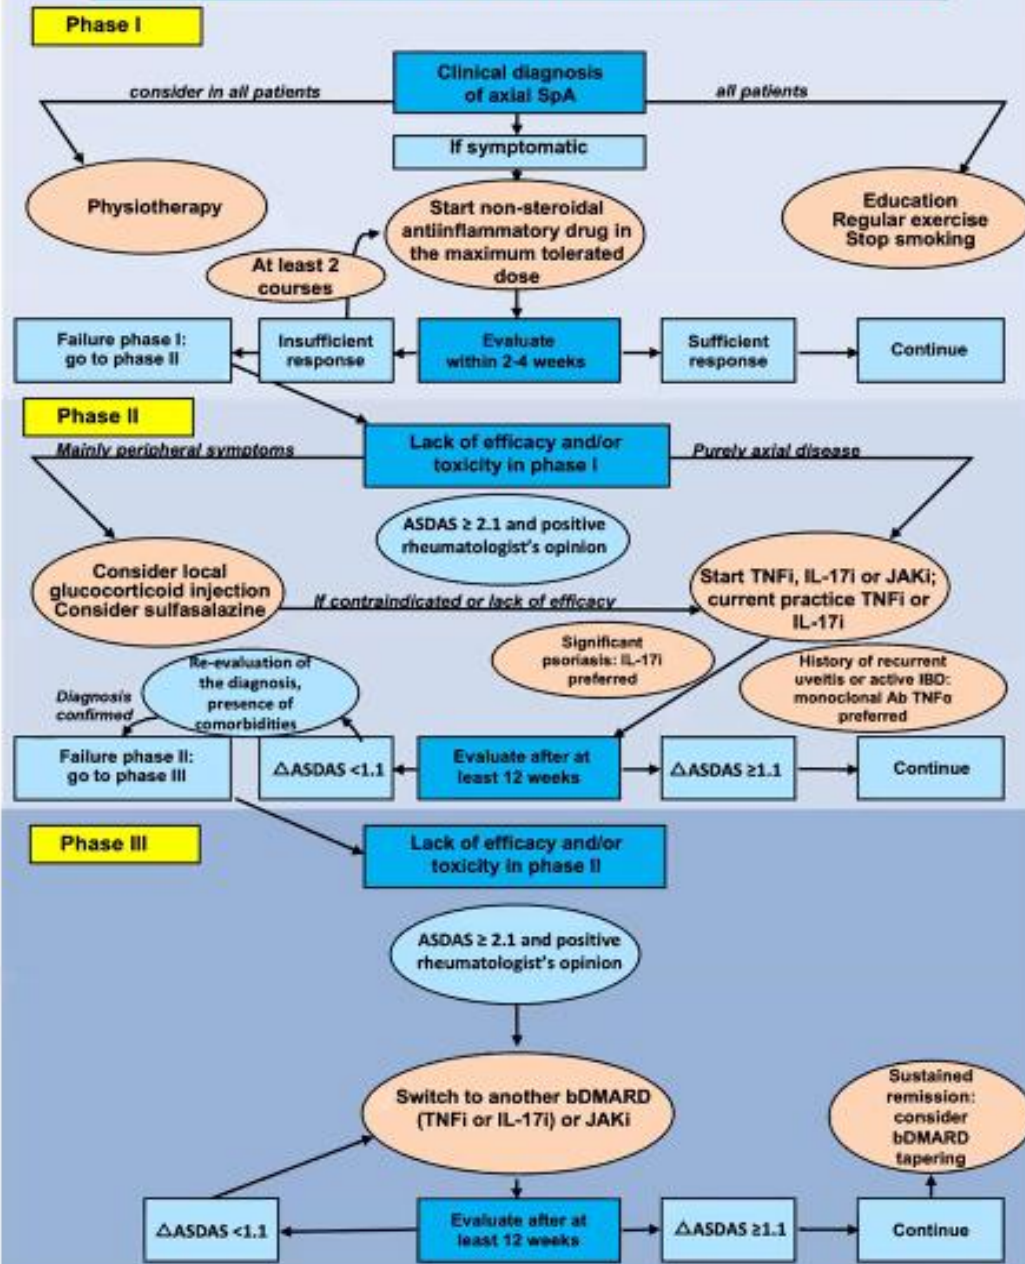 Phase I
Clinical diagnosis
of axial SpA
consider in all patients
all patients
If symptomatic
Physiotherapy
Start non-steroidal
antiinflammatory drug in
the maximum tolerated
dose
Education
Regular exercise
Stop smoking
At least 2
courses
Failure phase I:
go to phase II
Insufficient
response
Evaluate
within 2-4 weeks
Sufficient
response
Continue
Phase II
Lack of efficacy and/or
toxicity in phase I
Mainly peripheral symptoms
Purely axial disease
ASDAS ≥ 2.1 and positive
rheumatologist's opinion
Consider local
glucocorticoid injection
Consider sulfasalazine
If contraindicated or lack of efficacy
Start TNFi, IL-17i or JAKi;
current practice TNFi or
IL-17i
Significant
psoriasis: IL-17i
preferred
History of recurrent
uveitis or active IBD:
monoclonal Ab TNFα
preferred
Re-evaluation of
the diagnosis,
presence of
comorbidities
Diagnosis
confirmed
Failure phase II:
go to phase III
△ASDAS <1.1
Evaluate after at
least 12 weeks
△ASDAS ≥1.1
Continue
Phase III
Lack of efficacy and/or
toxicity in phase II
ASDAS ≥ 2.1 and positive
rheumatologist's opinion
Switch to another bDMARD
(TNFi or IL-17i) or JAKi
Sustained
remission:
consider
bDMARD
tapering
△ASDAS <1.1
Evaluate after at
least 12 weeks
△ASDAS ≥1.1
Continue